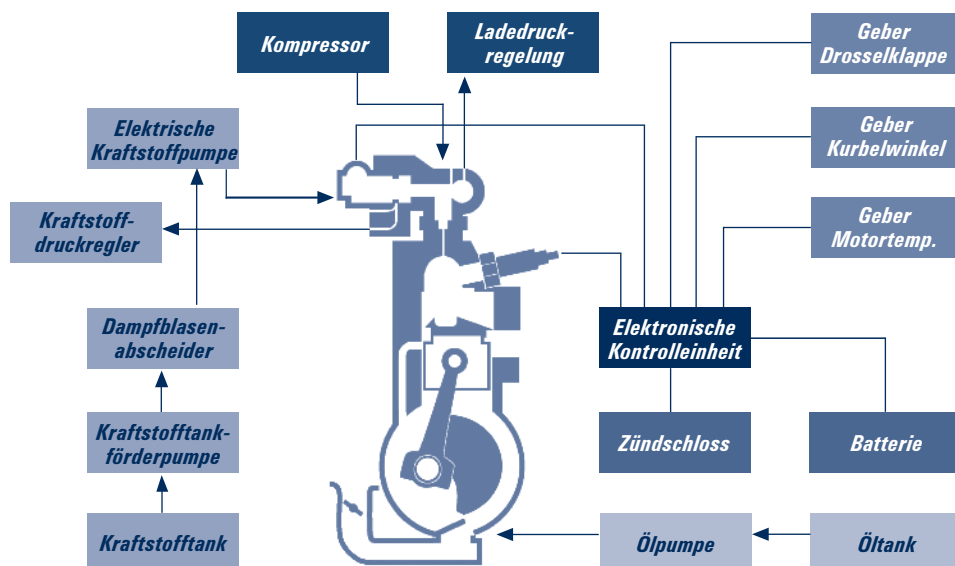 Kompressor
Ladedruck-
regelung
Geber
Drosselklappe
Elektrische
Kraftstoffpumpe
Geber
Kurbelwinkel
Kraftstoff-
druckregler
Geber
Motortemp.
Dampfblasen-
abscheider
Elektronische
Kontrolleinheit
Kraftstofftank-
förderpumpe
Zündschloss
Batterie
Kraftstofftank
Ölpumpe
Öltank